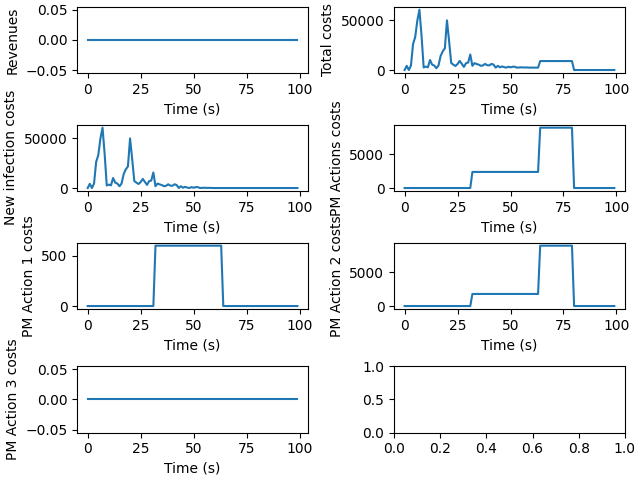 Revenues
0.05
0.00
−0.05
0 25 50 75 100
Time (s)
Total costs
50000
0
0 25 50 75 100
Time (s)
New infection costs
50000
0
0 25 50 75 100
Time (s)
PM Actions costs
5000
0
0 25 50 75 100
Time (s)
PM Action 1 costs
500
0
0 25 50 75 100
Time (s)
PM Action 2 costs
5000
0
0 25 50 75 100
Time (s)
PM Action 3 costs
0.05
0.00
−0.05
0 25 50 75 100
Time (s)
1.0
0.5
0.0
0.0 0.2 0.4 0.6 0.8 1.0